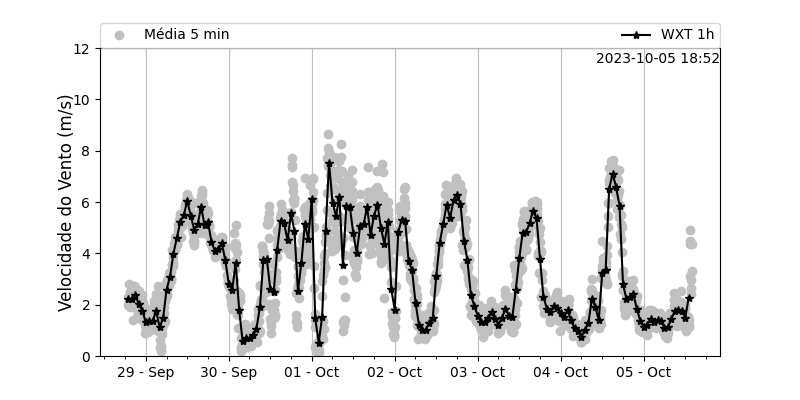 Média 5 min WXT 1h
2023-10-05 18:52
Velocidade do Vento (m/s)
12
10
8
6
4
2
0
29 - Sep 30 - Sep 01 - Oct 02 - Oct 03 - Oct 04 - Oct 05 - Oct